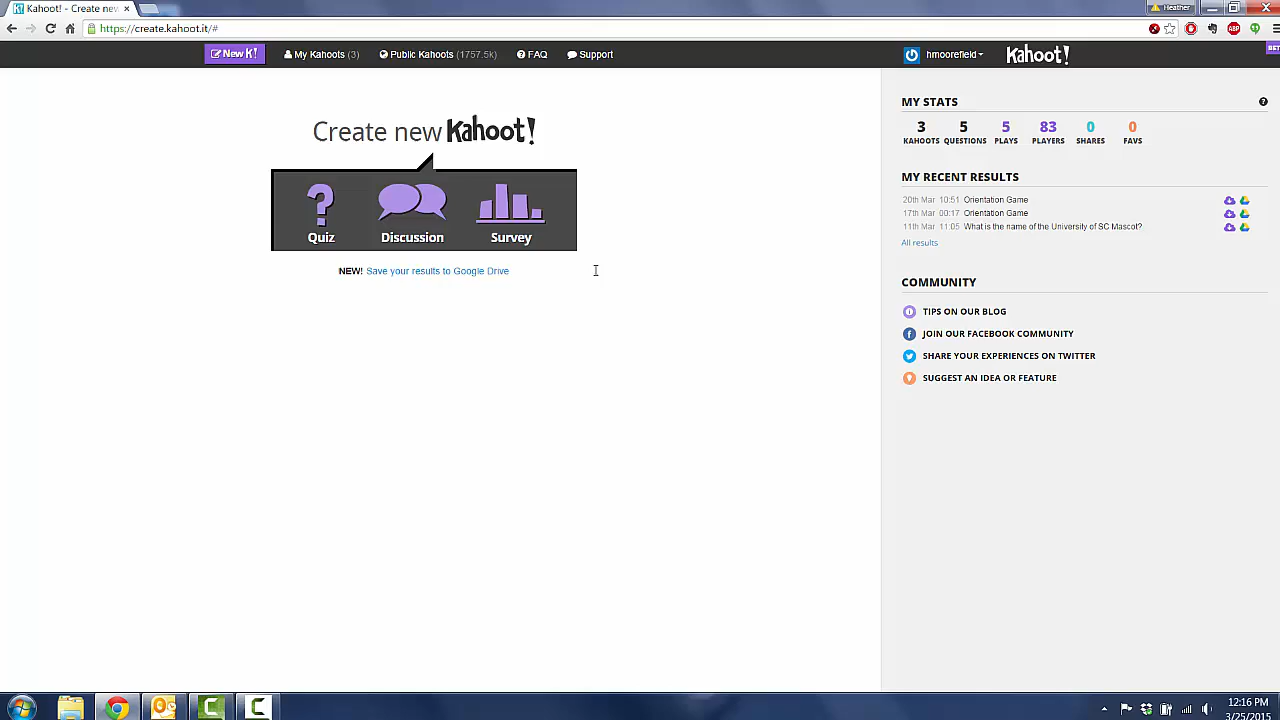 Kahoot! - Create new
Heather
https://create.kahoot.it/#
New K!
My Kahoots (3)
Public Kahoots (1757.5k)
FAQ
Support
hmoorefield
Kahoot!
BET
Create new Kahoot!
Quiz
Discussion
Survey
NEW! Save your results to Google Drive
MY STATS
3 5 5 83 0 0
KAHOOTS QUESTIONS PLAYS PLAYERS SHARES FAVS
MY RECENT RESULTS
20th Mar 10:51 Orientation Game
17th Mar 00:17 Orientation Game
11th Mar 11:05 What is the name of the University of SC Mascot?
All results
COMMUNITY
TIPS ON OUR BLOG
JOIN OUR FACEBOOK COMMUNITY
SHARE YOUR EXPERIENCES ON TWITTER
SUGGEST AN IDEA OR FEATURE
12:16 PM
3/25/2015